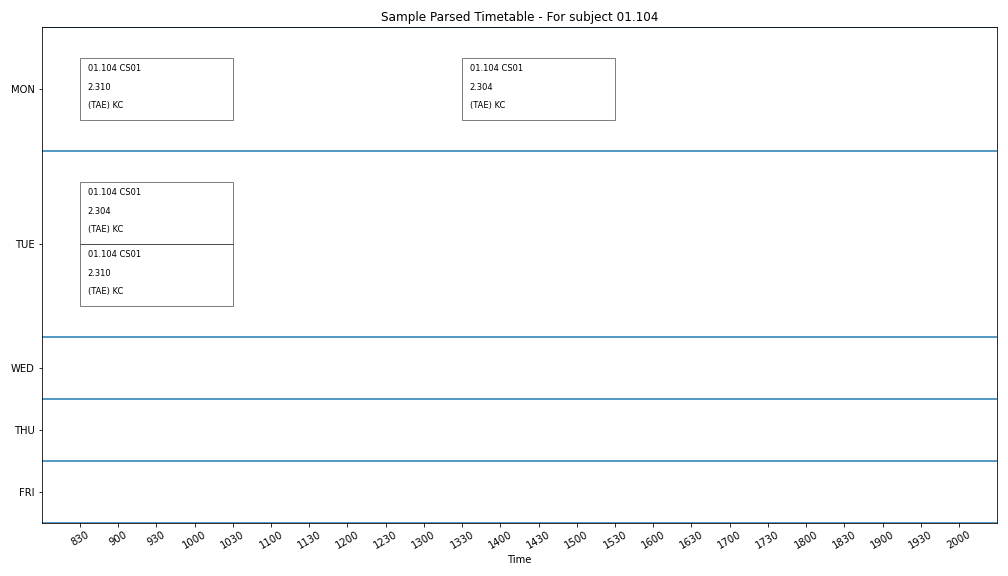 Sample Parsed Timetable - For subject 01.104
MON
01.104 CS01
2.310
(TAE) KC
01.104 CS01
2.304
(TAE) KC
TUE
01.104 CS01
2.304
(TAE) KC
01.104 CS01
2.310
(TAE) KC
WED
THU
FRI
830 900 930 1000 1030 1100 1130 1200 1230 1300 1330 1400 1430 1500 1530 1600 1630 1700 1730 1800 1830 1900 1930 2000
Time